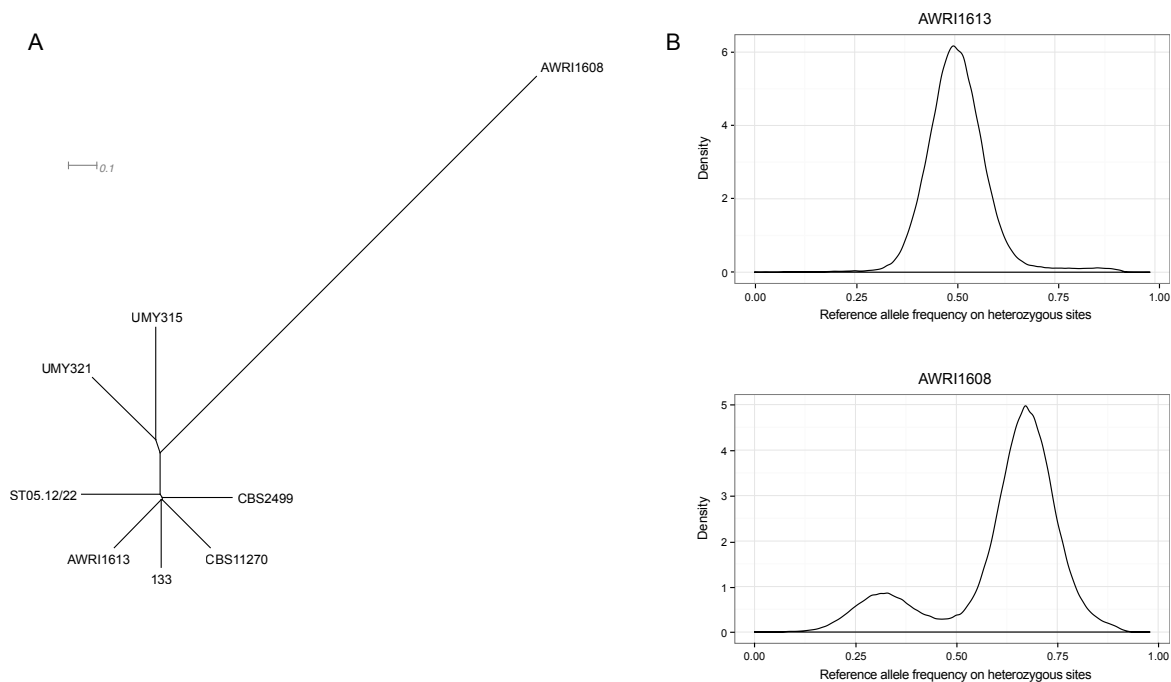 A
AWRI1608
0.1
UMY315
UMY321
ST05.12/22
CBS2499
AWRI1613
CBS11270
133
B
AWRI1613
6
4
2
0
Density
0.00 0.25 0.50 0.75 1.00
Reference allele frequency on heterozygous sites
AWRI1608
5
4
3
2
1
0
Density
0.00 0.25 0.50 0.75 1.00
Reference allele frequency on heterozygous sites